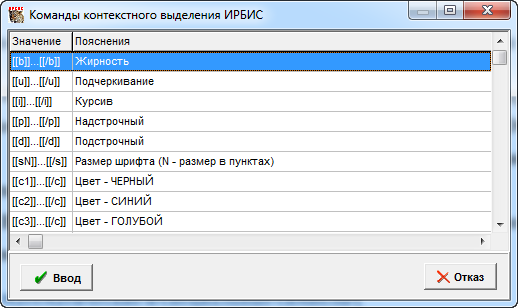 Команды контекстного выделения ИРБИС
Значение Пояснения
[[b]]...[[/b]] Жирность
[[u]]...[[/u]] Подчеркивание
[[i]]...[[/i]] Курсив
[[p]]...[[/p]] Надстрочный
[[d]]...[[/d]] Подстрочный
[[sN]]...[[/s]] Размер шрифта (N - размер в пунктах)
[[c1]]...[[/c]] Цвет - ЧЕРНЫЙ
[[c2]]...[[/c]] Цвет - СИНИЙ
[[c3]]...[[/c]] Цвет - ГОЛУБОЙ
Ввод Отказ